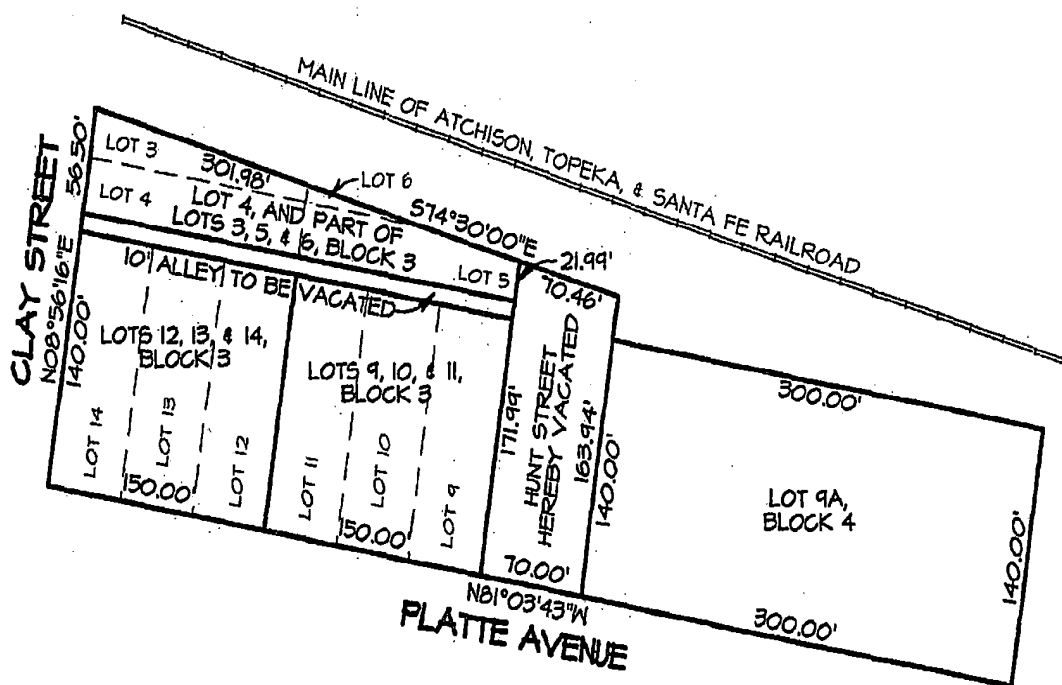 MAIN LINE OF ATCHISON, TOPEKA, & SANTA FE RAILROAD
CLAY STREET
N08°56'16"E
56.50'
140.00'
LOT 3
301.98'
LOT 6
S74°30'00"E
LOT 4
LOT 4, AND PART OF
LOTS 3, 5, & 6, BLOCK 3
LOT 5
21.99'
70.46'
10' ALLEY TO BE VACATED
LOTS 12, 13, & 14,
BLOCK 3
LOTS 9, 10, & 11,
BLOCK 3
LOT 14
LOT 13
LOT 12
LOT 11
LOT 10
LOT 9
150.00'
150.00'
171.99'
HUNT STREET
HEREBY VACATED
163.94'
140.00'
70.00'
300.00'
LOT 9A,
BLOCK 4
140.00'
300.00'
N81°03'43"W
PLATTE AVENUE